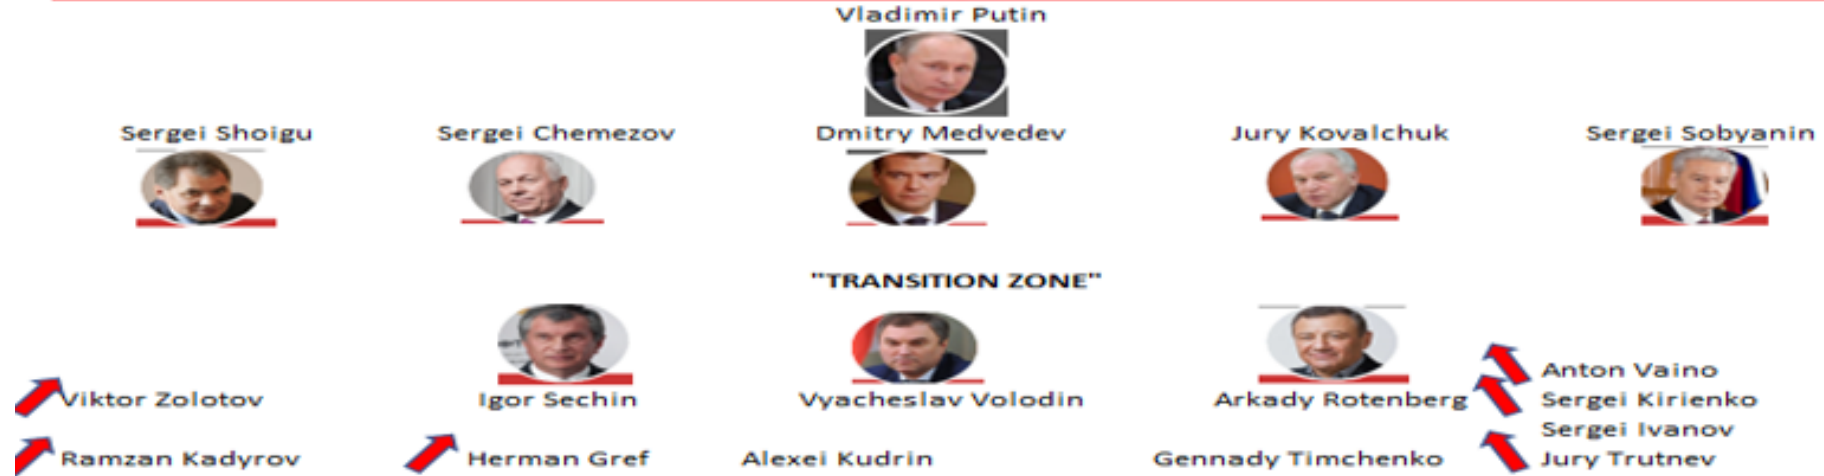 Vladimir Putin
Sergei Shoigu
Sergei Chemezov
Dmitry Medvedev
Jury Kovalchuk
Sergei Sobyanin
"TRANSITION ZONE"
Anton Vaino
Viktor Zolotov
Igor Sechin
Vyacheslav Volodin
Arkady Rotenberg
Sergei Kirienko
Sergei Ivanov
Ramzan Kadyrov
Herman Gref
Alexei Kudrin
Gennady Timchenko
Jury Trutnev